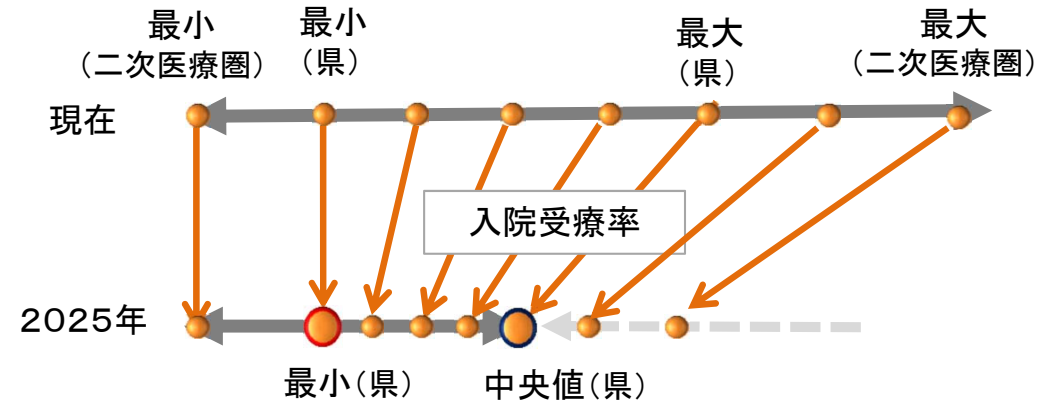 最小
（二次医療圏）
最小
（県）
最大
（県）
最大
（二次医療圏）
現在
入院受療率
２０２５年
最小（県）
中央値（県）